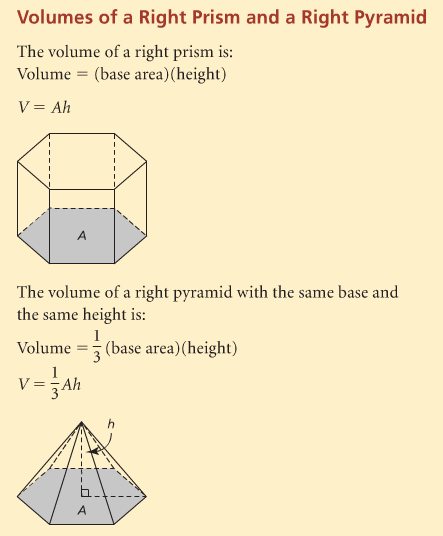 Volumes of a Right Prism and a Right Pyramid
The volume of a right prism is:
Volume = (base area)(height)
V = Ah
A
The volume of a right pyramid with the same base and
the same height is:
Volume = 1/3 (base area)(height)
V = 1/3 Ah
h
A